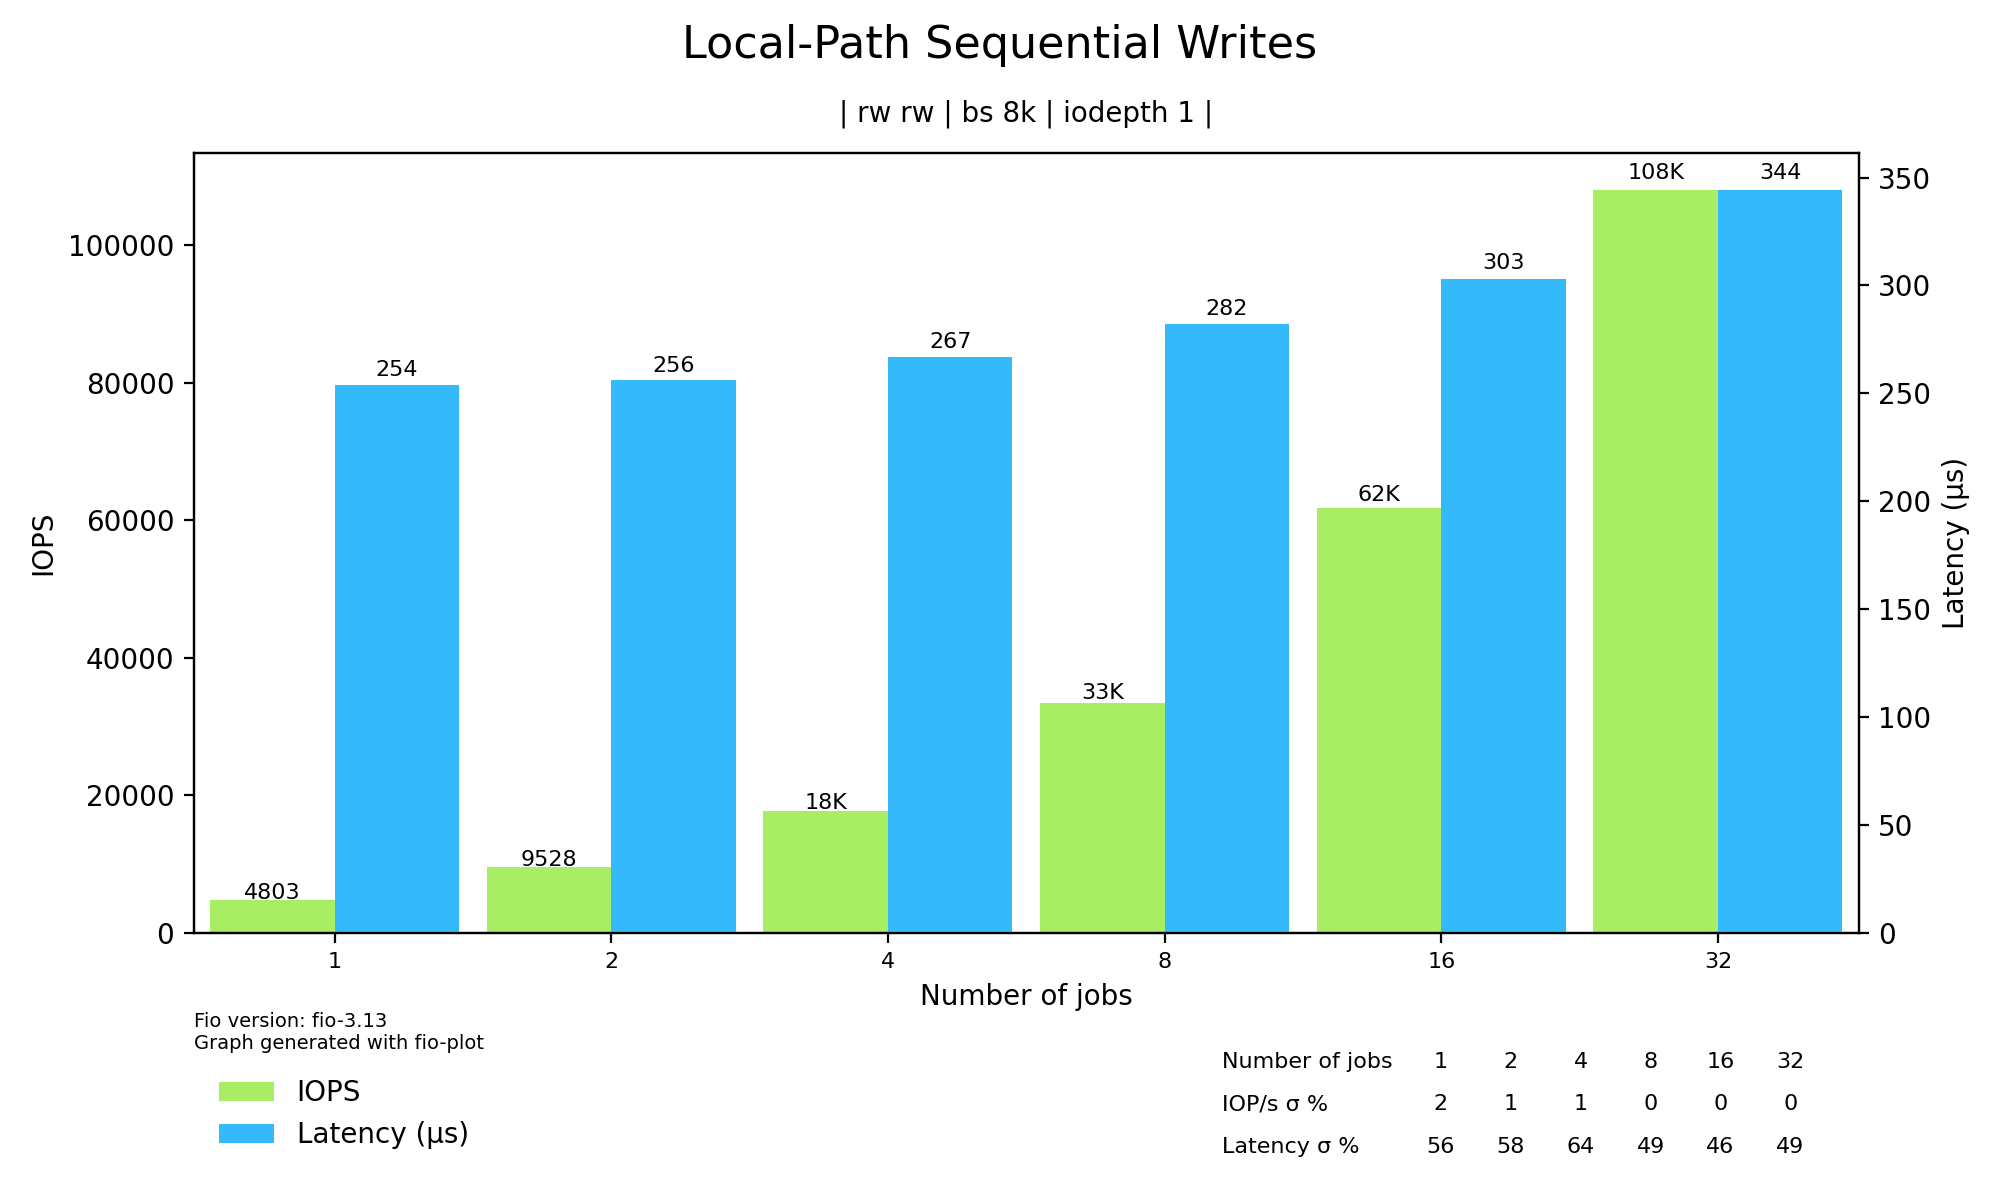 Local-Path Sequential Writes
| rw rw | bs 8k | iodepth 1 |
108K 344
350
100000
303
300
282
267
254
256
80000
250
62K
200
60000
IOPS
Latency (µs)
150
40000
33K
100
20000
18K
50
9528
4803
0
0
1 2 4 8 16 32
Number of jobs
Fio version: fio-3.13
Graph generated with fio-plot
IOPS
Latency (µs)
Number of jobs 1 2 4 8 16 32
IOP/s σ % 2 1 1 0 0 0
Latency σ % 56 58 64 49 46 49